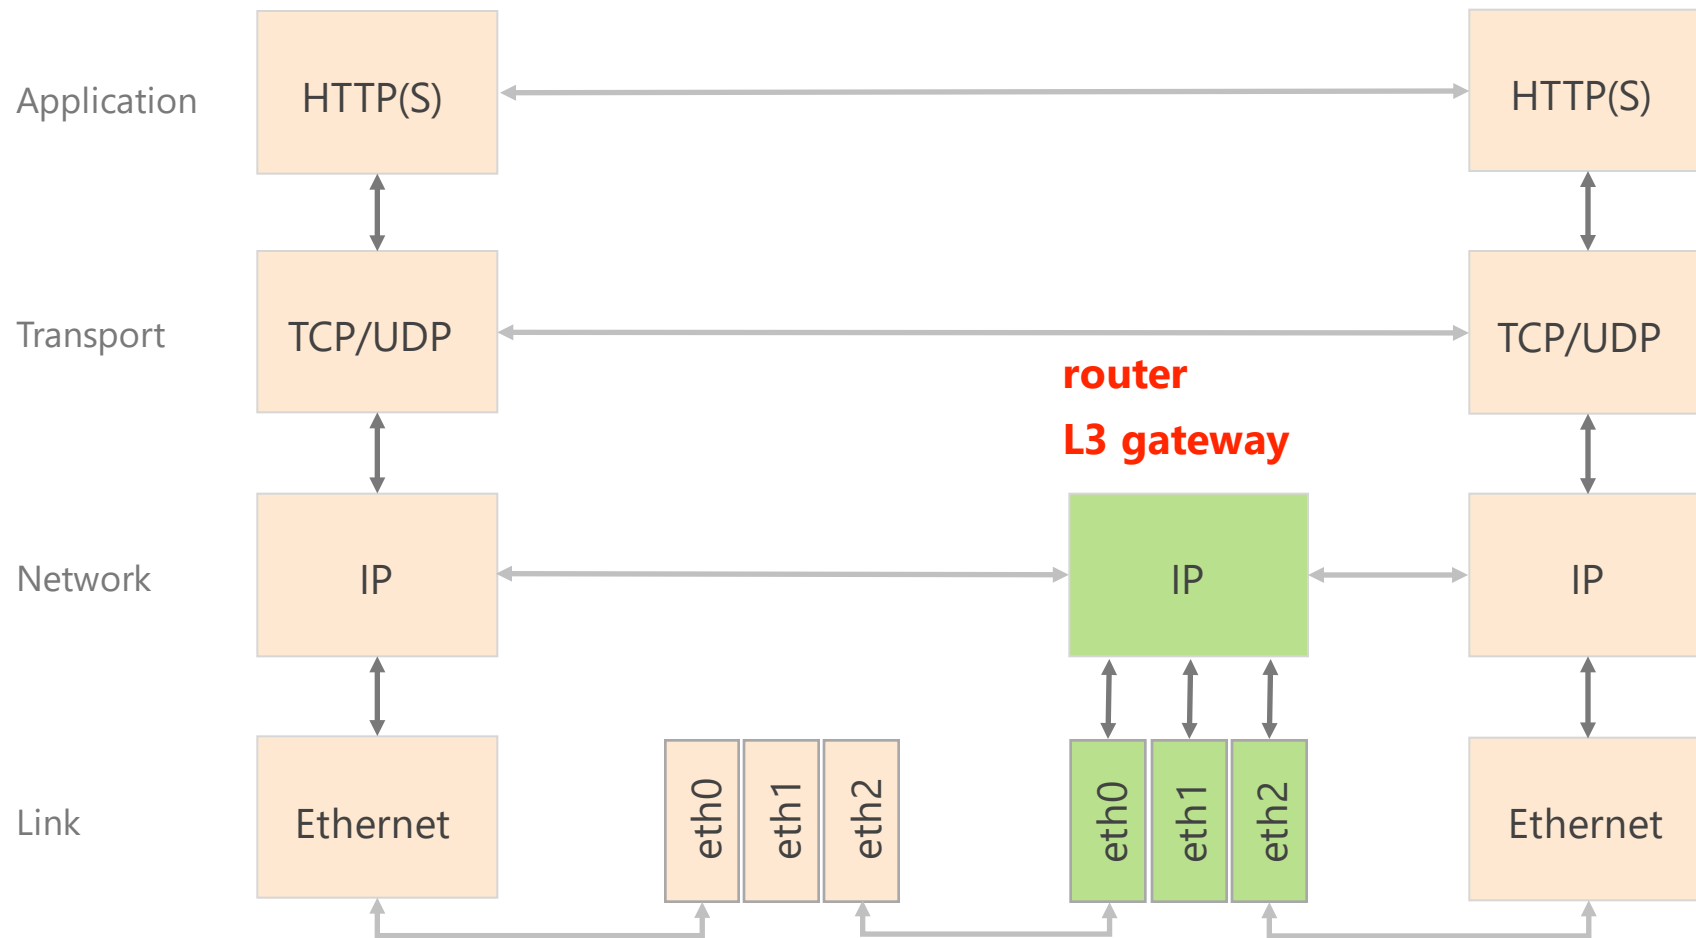 Application
HTTP(S)
HTTP(S)
Transport
TCP/UDP
TCP/UDP
router
L3 gateway
Network
IP
IP
IP
Link
Ethernet
eth0
eth1
eth2
eth0
eth1
eth2
Ethernet